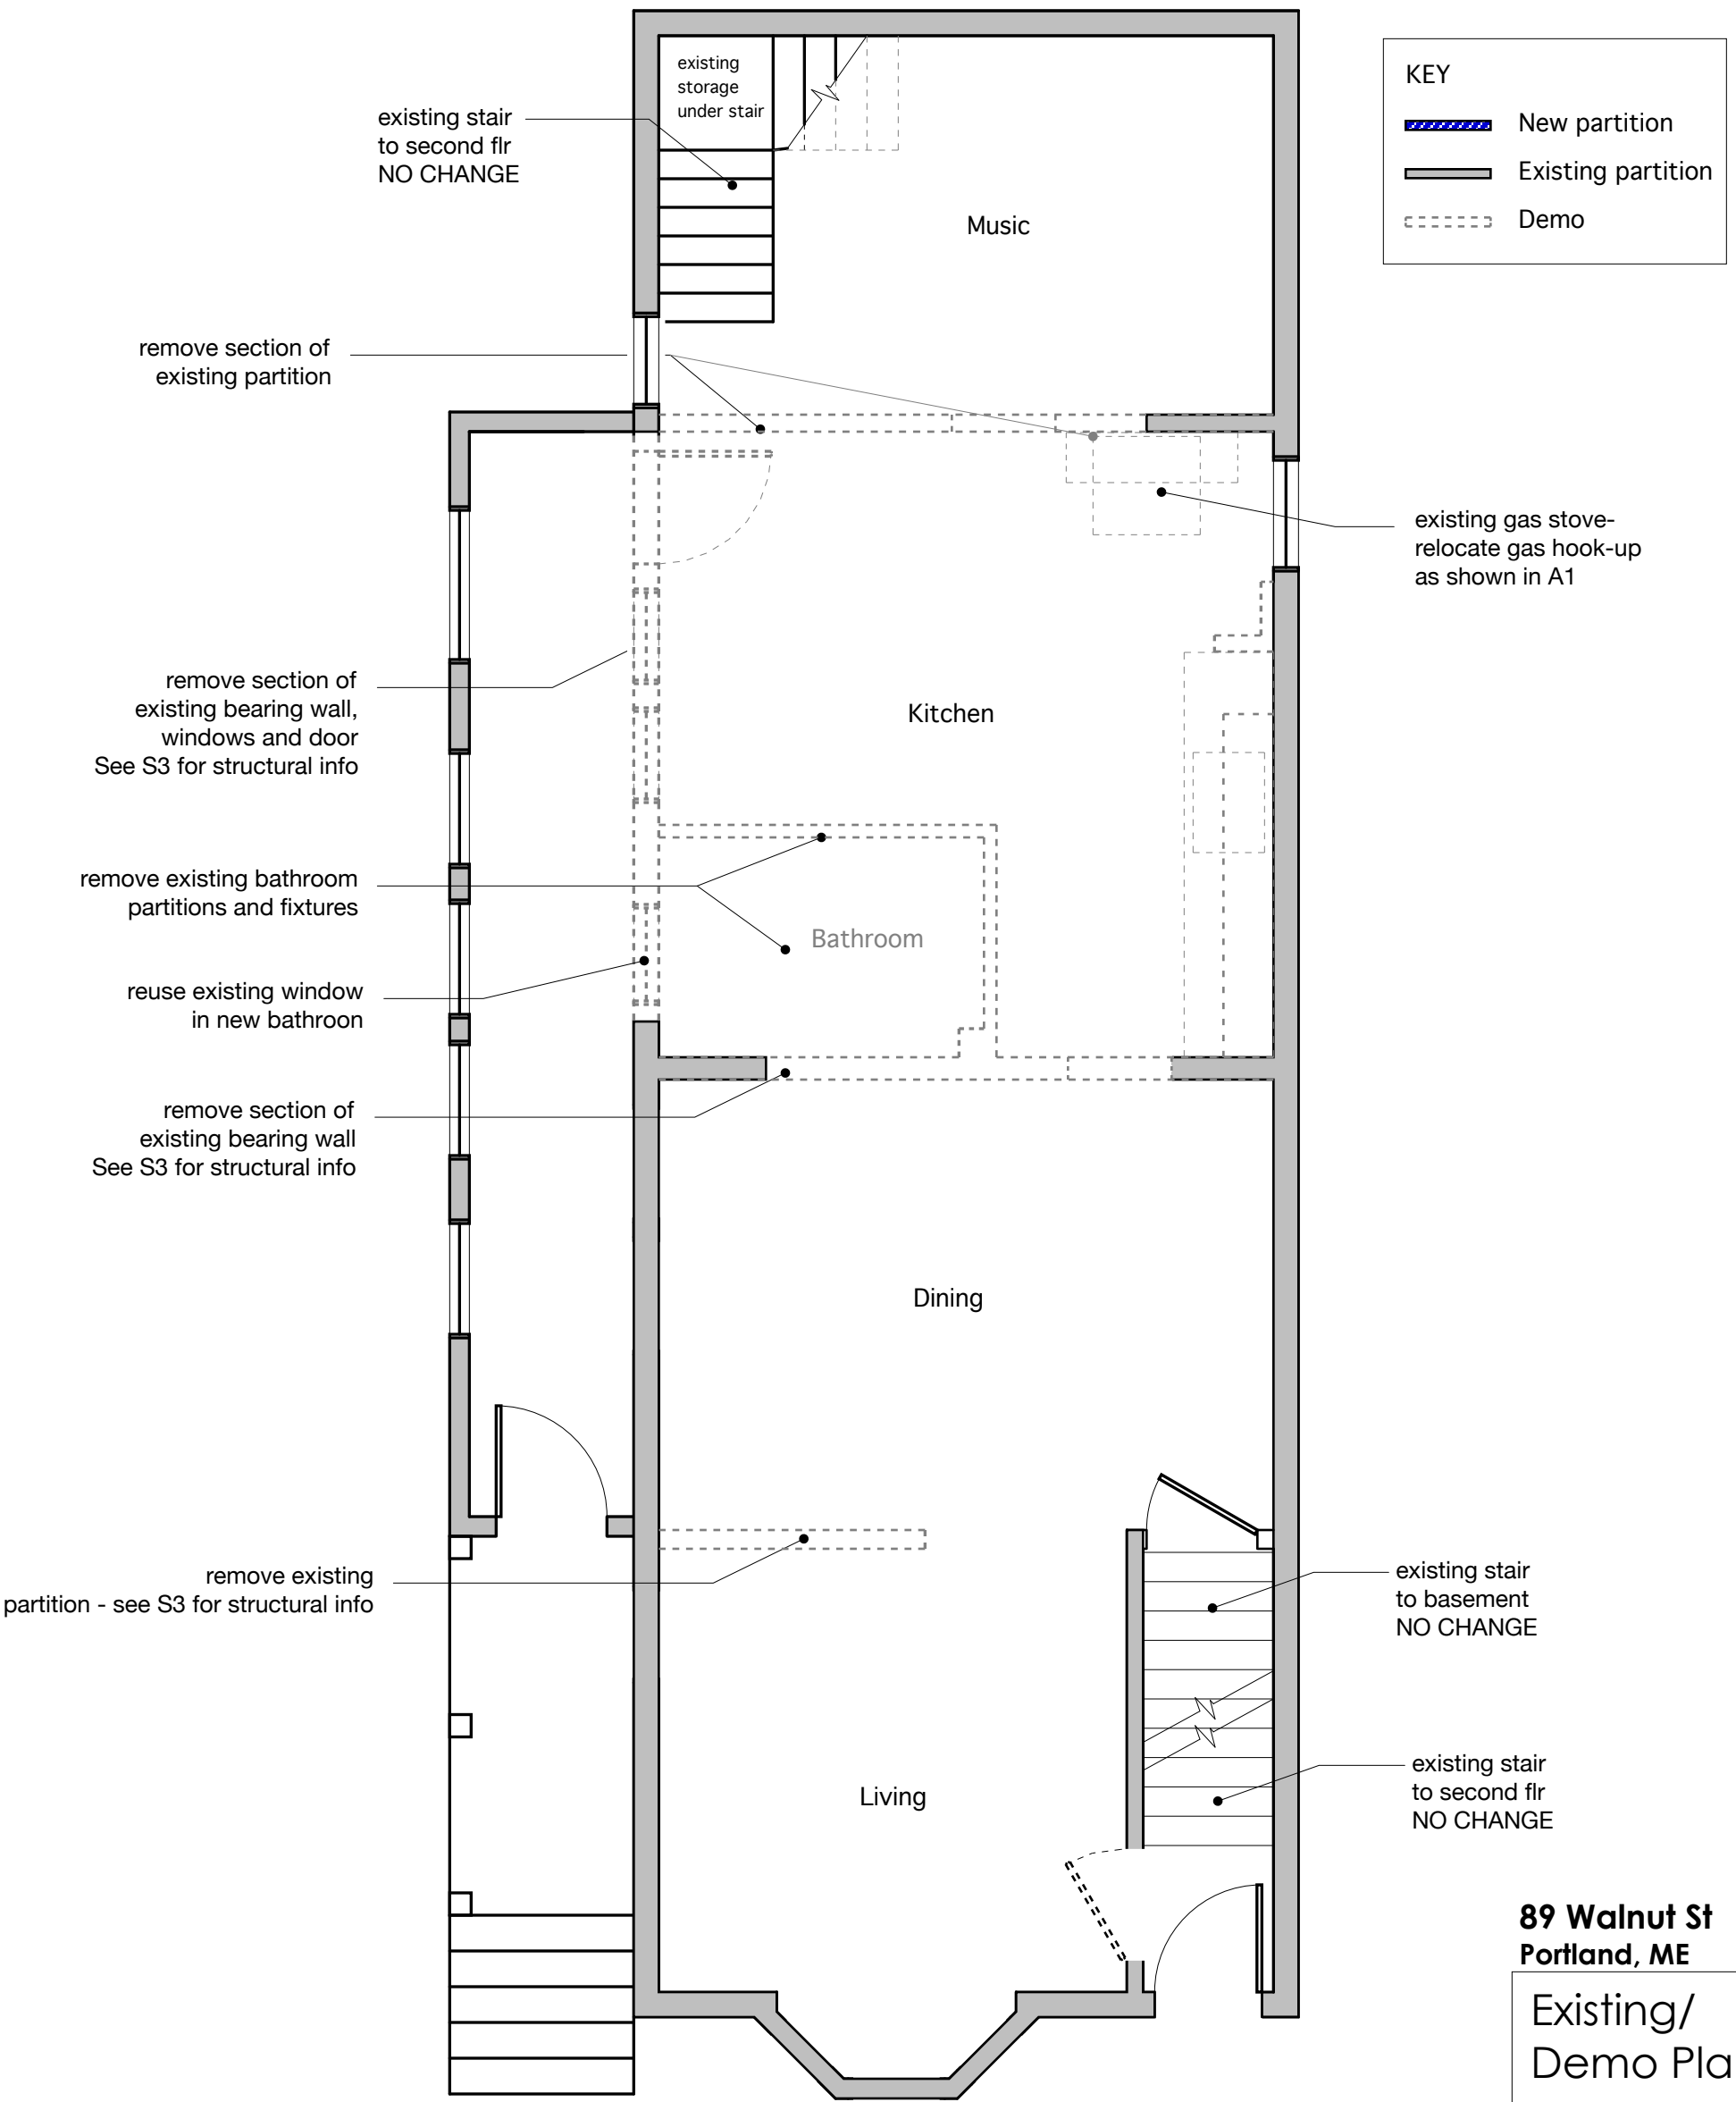 existing
storage
under stair
KEY
New partition
Existing partition
Demo
existing stair
to second flr
NO CHANGE
Music
remove section of
existing partition
existing gas stove-
relocate gas hook-up
as shown in A1
remove section of
existing bearing wall,
windows and door
See S3 for structural info
Kitchen
remove existing bathroom
partitions and fixtures
Bathroom
reuse existing window
in new bathroon
remove section of
existing bearing wall
See S3 for structural info
Dining
remove existing
partition - see S3 for structural info
existing stair
to basement
NO CHANGE
existing stair
to second flr
NO CHANGE
Living
89 Walnut St
Portland, ME
Existing/
Demo Pla